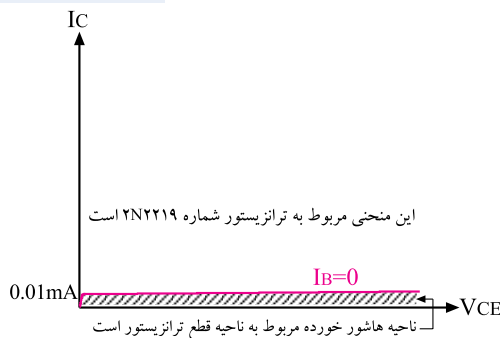 IC
این منحنی مربوط به ترانزیستور شماره ۲N۲۲۱۹ است
IB=0
0.01mA
VCE
ناحیه هاشور خورده مربوط به ناحیه قطع ترانزیستور است